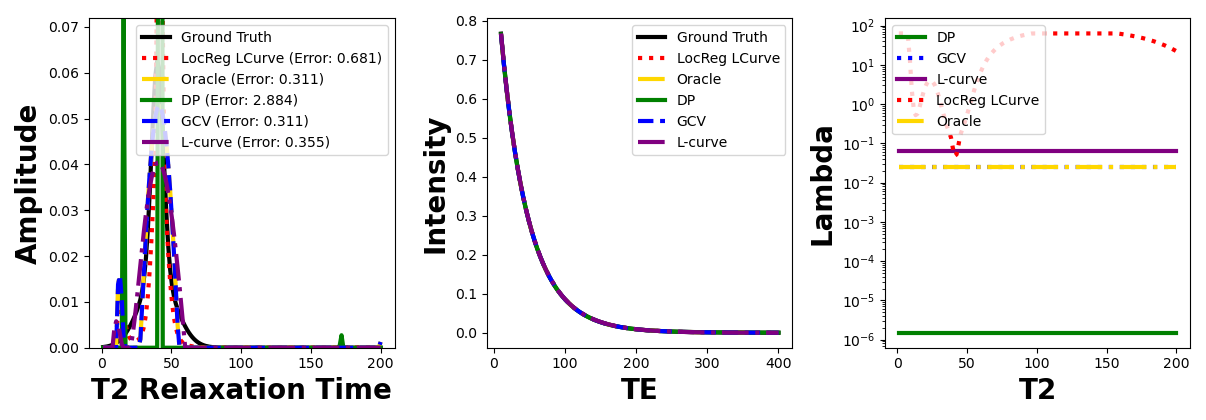 0.07
0.06
0.05
0.04
0.03
0.02
0.01
0.00
0
50
100
150
200
Amplitude
T2 Relaxation Time
Ground Truth
LocReg LCurve (Error: 0.681)
Oracle (Error: 0.311)
DP (Error: 2.884)
GCV (Error: 0.311)
L-curve (Error: 0.355)
0.8
0.7
0.6
0.5
0.4
0.3
0.2
0.1
0.0
0
100
200
300
400
Intensity
TE
Ground Truth
LocReg LCurve
Oracle
DP
GCV
L-curve
10²
10¹
10⁰
10⁻¹
10⁻²
10⁻³
10⁻⁴
10⁻⁵
10⁻⁶
0
50
100
150
200
Lambda
T2
DP
GCV
L-curve
LocReg LCurve
Oracle